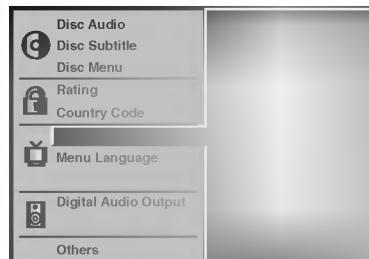 Disc Audio
Disc Subtitle
Disc Menu
Rating
Country Code
Menu Language
Digital Audio Output
Others